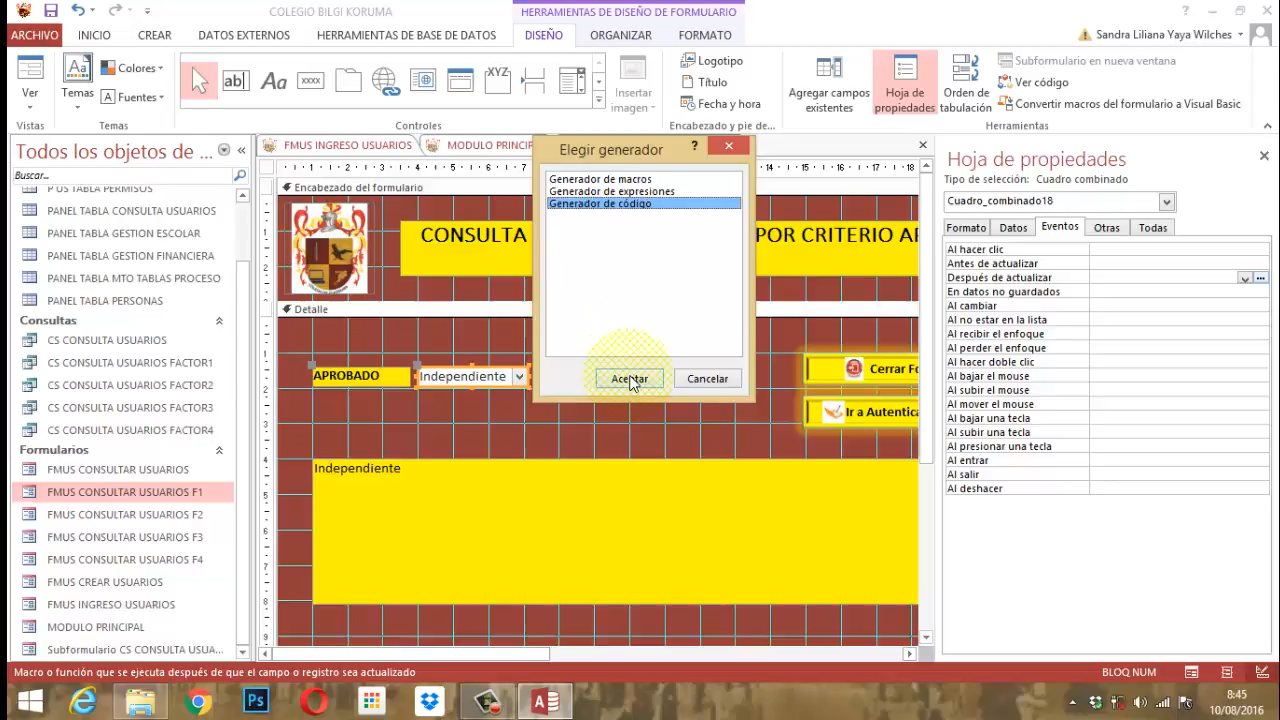 COLEGIO BILGI KORUMA
HERRAMIENTAS DE DISEÑO DE FORMULARIO
ARCHIVO INICIO CREAR DATOS EXTERNOS HERRAMIENTAS DE BASE DE DATOS DISEÑO ORGANIZAR FORMATO
Sandra Liliana Yaya Wilches
Ver
Temas
Colores
Fuentes
ab|
Aa
xxxx
XYZ
Insertar imagen
Logotipo
Título
Fecha y hora
Agregar campos existentes
Hoja de propiedades
Orden de tabulación
Subformulario en nueva ventana
Ver código
Convertir macros del formulario a Visual Basic
Vistas Temas Controles Encabezado y pie de... Herramientas
Todos los objetos de ...
Buscar...
P US TABLA PERMISOS
PANEL TABLA CONSULTA USUARIOS
PANEL TABLA GESTION ESCOLAR
PANEL TABLA GESTION FINANCIERA
PANEL TABLA MTO TABLAS PROCESO
PANEL TABLA PERSONAS
Consultas
CS CONSULTA USUARIOS
CS CONSULTA USUARIOS FACTOR1
CS CONSULTA USUARIOS FACTOR2
CS CONSULTA USUARIOS FACTOR3
CS CONSULTA USUARIOS FACTOR4
Formularios
FMUS CONSULTAR USUARIOS
FMUS CONSULTAR USUARIOS F1
FMUS CONSULTAR USUARIOS F2
FMUS CONSULTAR USUARIOS F3
FMUS CONSULTAR USUARIOS F4
FMUS CREAR USUARIOS
FMUS INGRESO USUARIOS
MODULO PRINCIPAL
Subformulario CS CONSULTA USUA...
FMUS INGRESO USUARIOS MODULO PRINCIP
Encabezado del formulario
CONSULTA
POR CRITERIO AP
Detalle
APROBADO Independiente
Cerrar Fo
Ir a Autentica
Independiente
Elegir generador
Generador de macros
Generador de expresiones
Generador de código
Aceptar Cancelar
Hoja de propiedades
Tipo de selección: Cuadro combinado
Cuadro_combinado18
Formato Datos Eventos Otras Todas
Al hacer clic
Antes de actualizar
Después de actualizar
En datos no guardados
Al cambiar
Al no estar en la lista
Al recibir el enfoque
Al perder el enfoque
Al hacer doble clic
Al bajar el mouse
Al subir el mouse
Al mover el mouse
Al bajar una tecla
Al subir una tecla
Al presionar una tecla
Al entrar
Al salir
Al deshacer
Macro o función que se ejecuta después de que el campo o registro sea actualizado
BLOQ NUM
Ps
8:45
10/08/2016